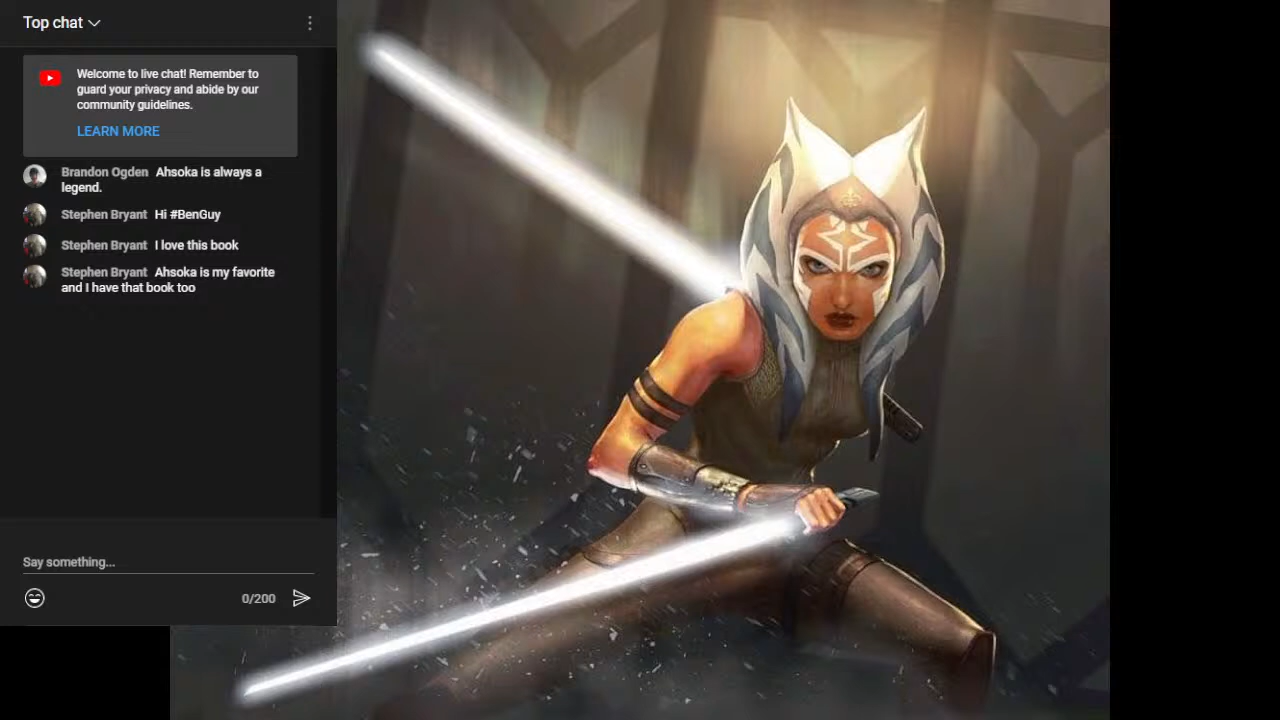 Top chat
Welcome to live chat! Remember to
guard your privacy and abide by our
community guidelines.
LEARN MORE
Brandon Ogden Ahsoka is always a
legend.
Stephen Bryant Hi #BenGuy
Stephen Bryant I love this book
Stephen Bryant Ahsoka is my favorite
and I have that book too
Say something...
0/200